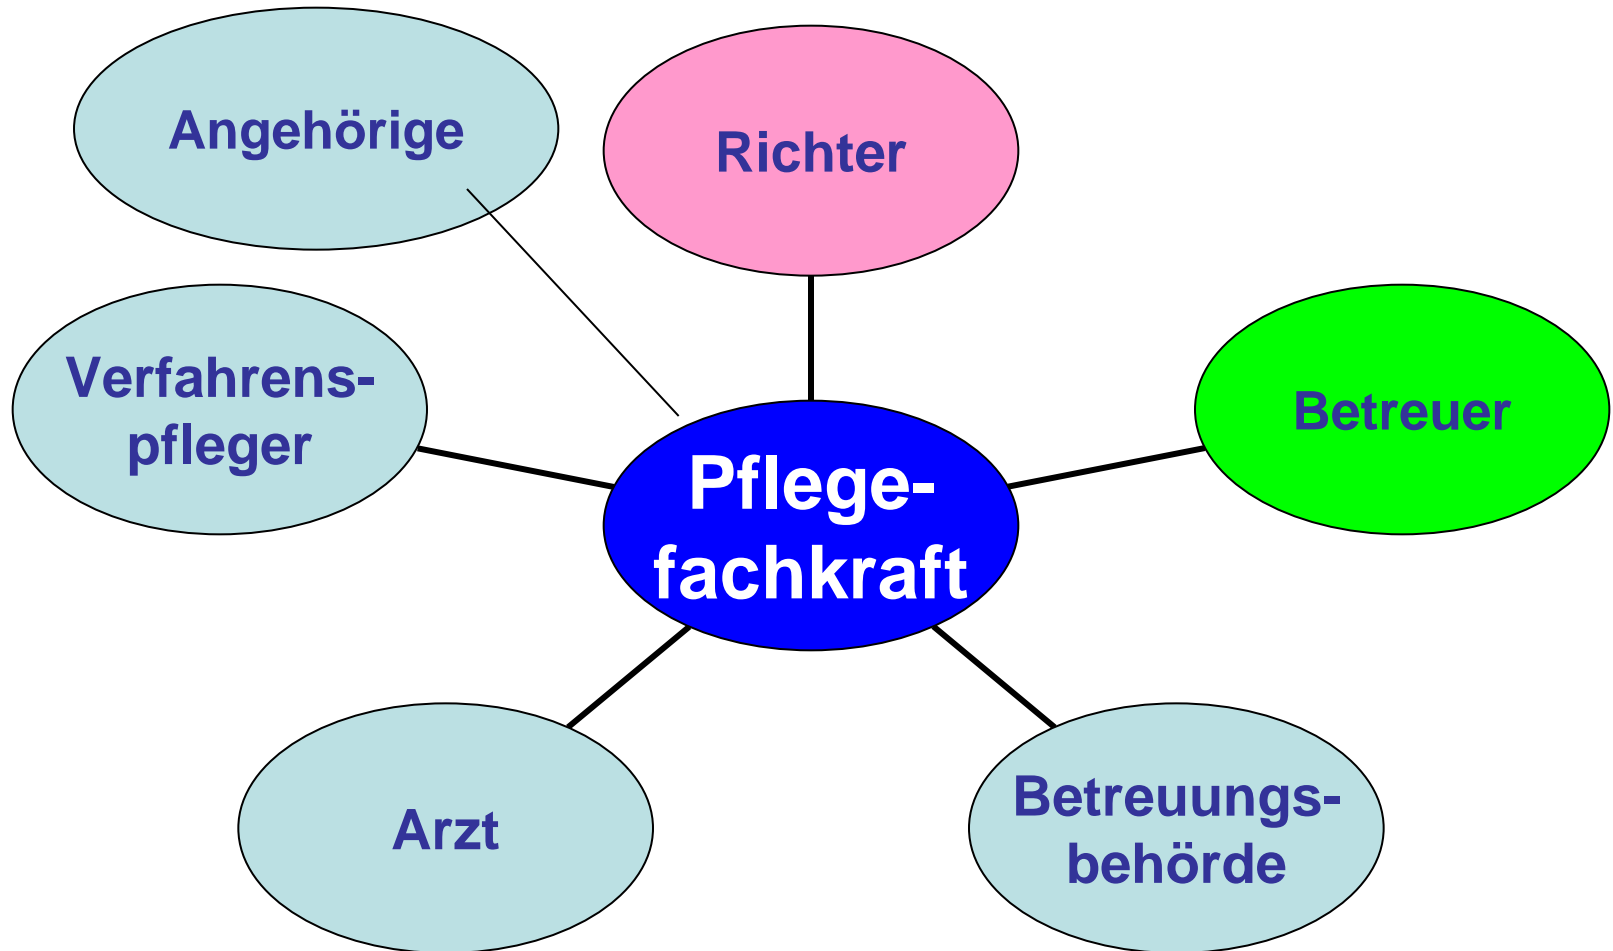 Angehörige
Richter
Verfahrens-
pfleger
Betreuer
Pflege-
fachkraft
Arzt
Betreuungs-
behörde